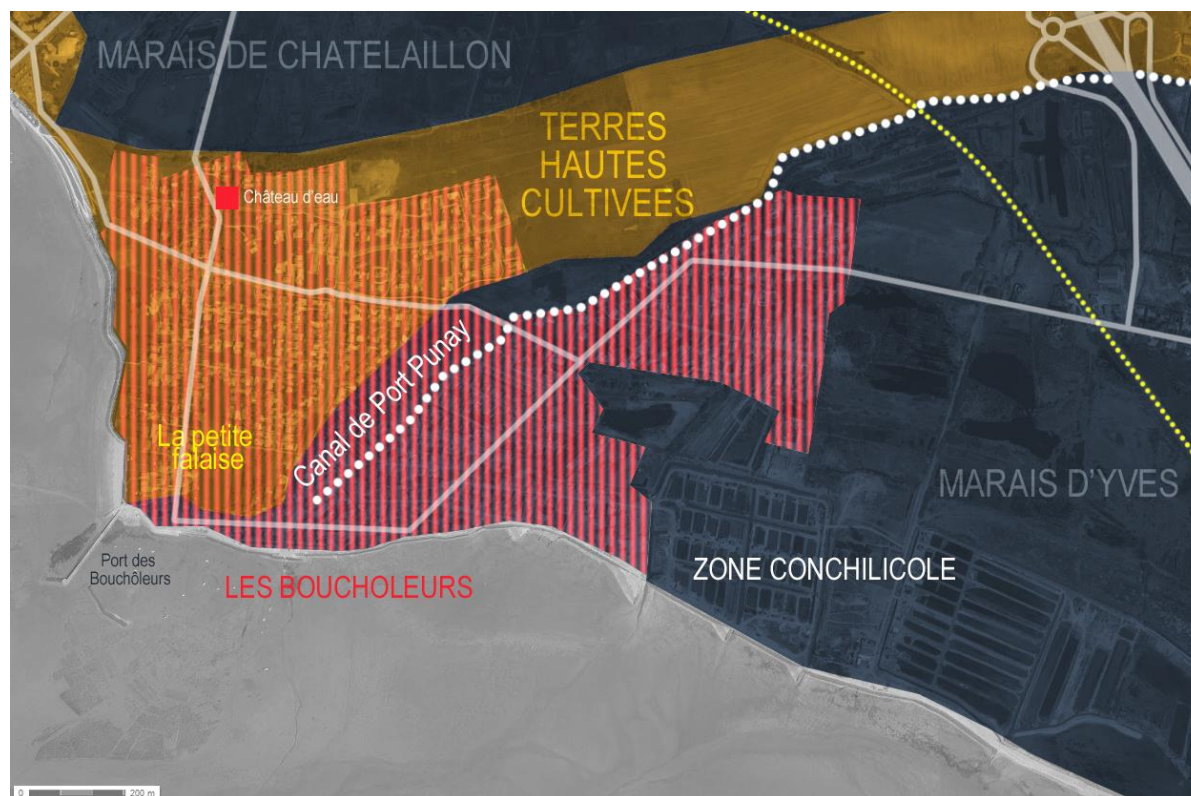 MARAIS DE CHATELAILLON
TERRES
HAUTES
CULTIVEES
Château d'eau
Canal de Port Punay
La petite
falaise
MARAIS D'YVES
Port des
Bouchôleurs
LES BOUCHOLEURS
ZONE CONCHILICOLE
0 200 m